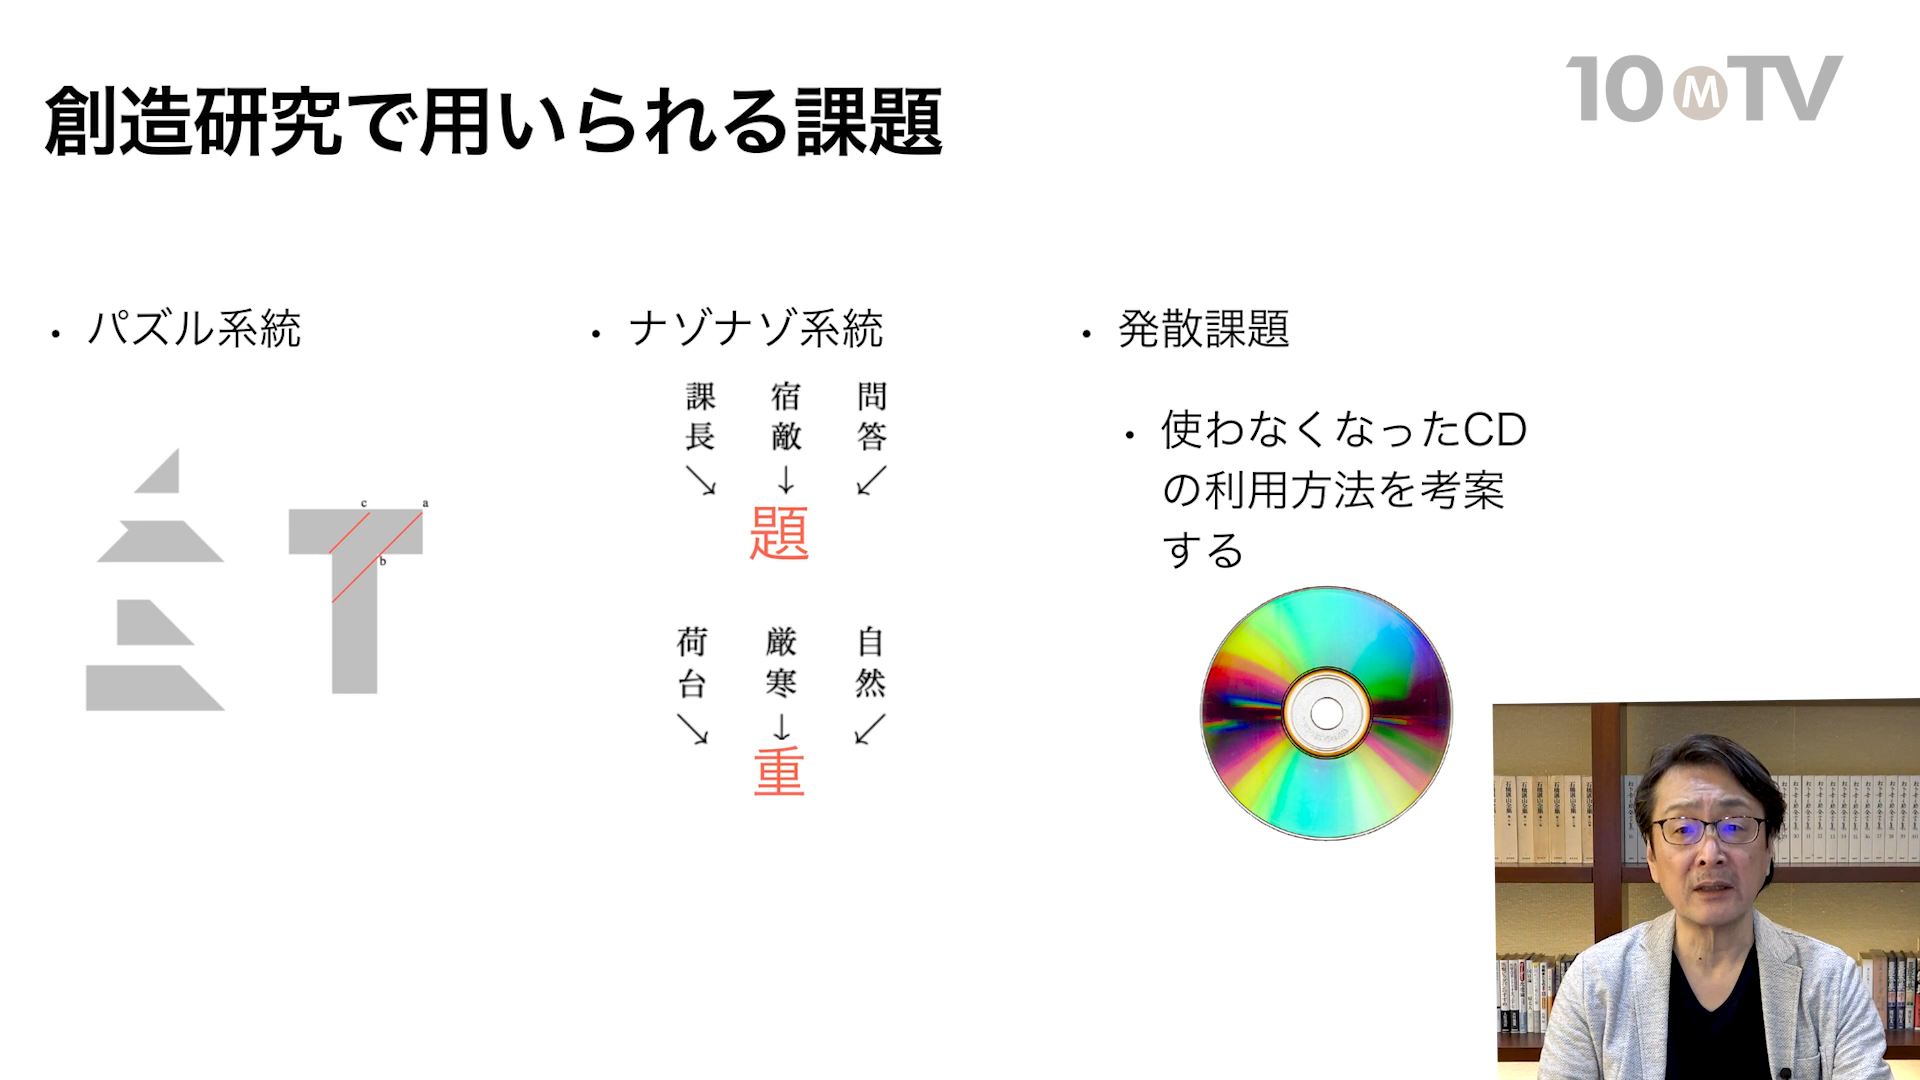 10MTV
創造研究で用いられる課題
・パズル系統
c
a
b
・ナゾナゾ系統
課長
宿敵
問答
↘ ↓ ↙
題
荷台
厳寒
自然
↘ ↓ ↙
重
・発散課題
・使わなくなったCD
の利用方法を考案
する